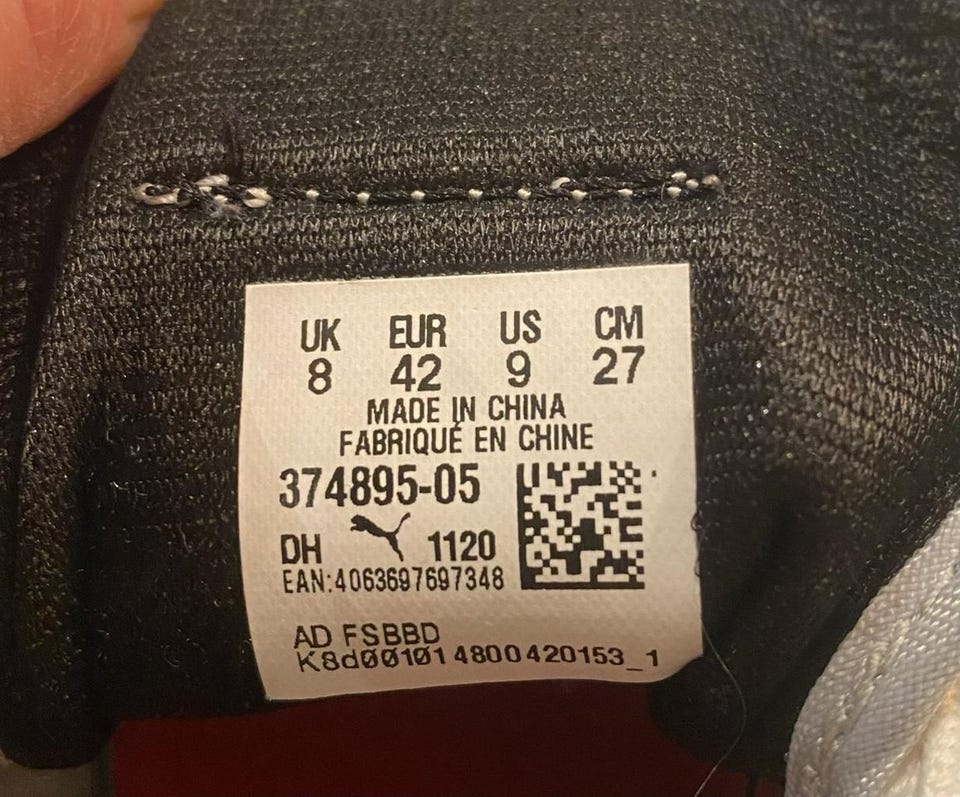 UK EUR US CM
8 42 9 27
MADE IN CHINA
FABRIQUÉ EN CHINE
374895-05
DH 1120
EAN:4063697697348
AD FSBBD
K8d001014800420153_1